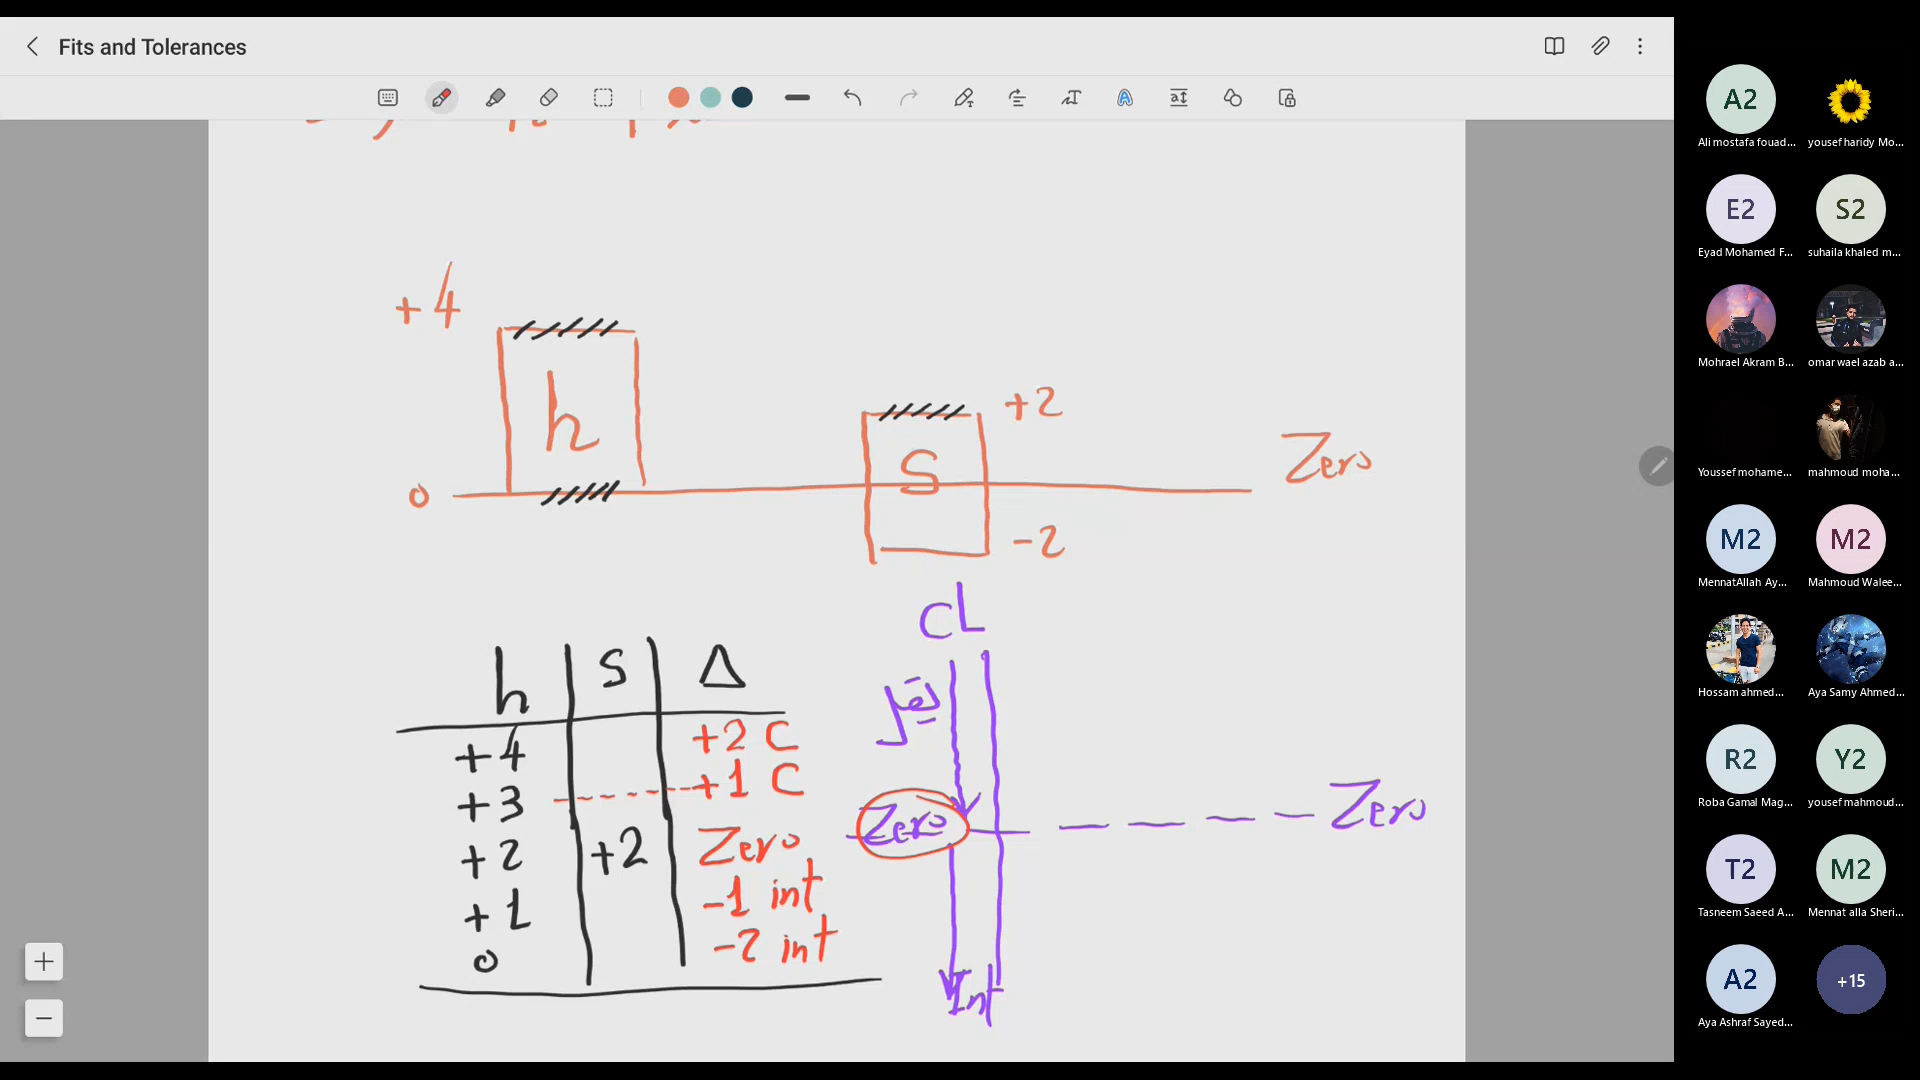 Fits and Tolerances
+4
h
0
S
+2
-2
Zero
CL
h S Δ
+4 +2 C
+3 +1 C
+2 +2 Zero
+1 -1 int
0 -2 int
Zero
Zero
Int
A2
Ali mostafa fouad...
yousef haridy Mo...
E2
Eyad Mohamed F...
S2
suhaila khaled m...
Mohrael Akram B...
omar wael azab a...
Youssef mohame...
mahmoud moha...
M2
MennatAllah Ay...
M2
Mahmoud Walee...
Hossam ahmed...
Aya Samy Ahmed...
R2
Roba Gamal Mag...
Y2
yousef mahmoud...
T2
Tasneem Saeed A...
M2
Mennat alla Sheri...
A2
Aya Ashraf Sayed...
+15